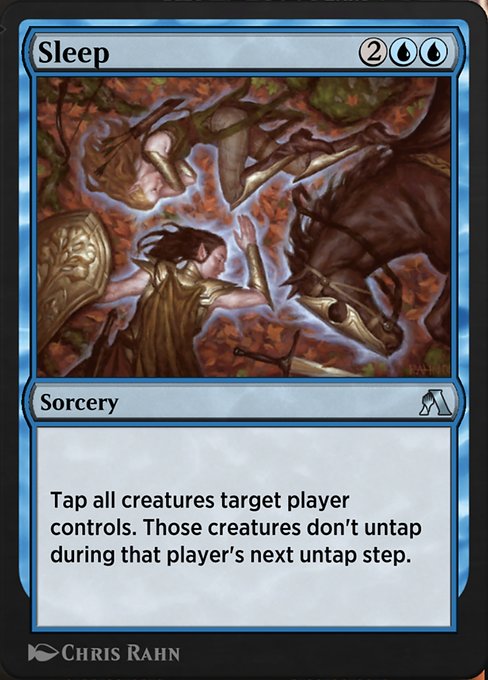 Sleep 2
Sorcery
Tap all creatures target player
controls. Those creatures don't untap
during that player's next untap step.
Chris Rahn